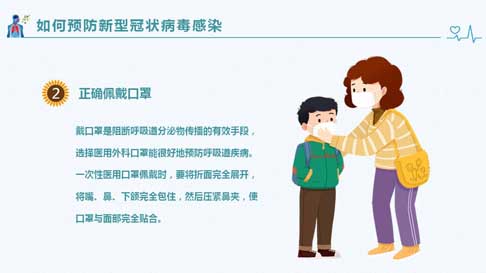 如何预防新型冠状病毒感染
2 正确佩戴口罩
戴口罩是阻断呼吸道分泌物传播的有效手段，
选择医用外科口罩能很好地预防呼吸道疾病。
一次性医用口罩佩戴时，要将折面完全展开，
将嘴、鼻、下颌完全包住，然后压紧鼻夹，使
口罩与面部完全贴合。